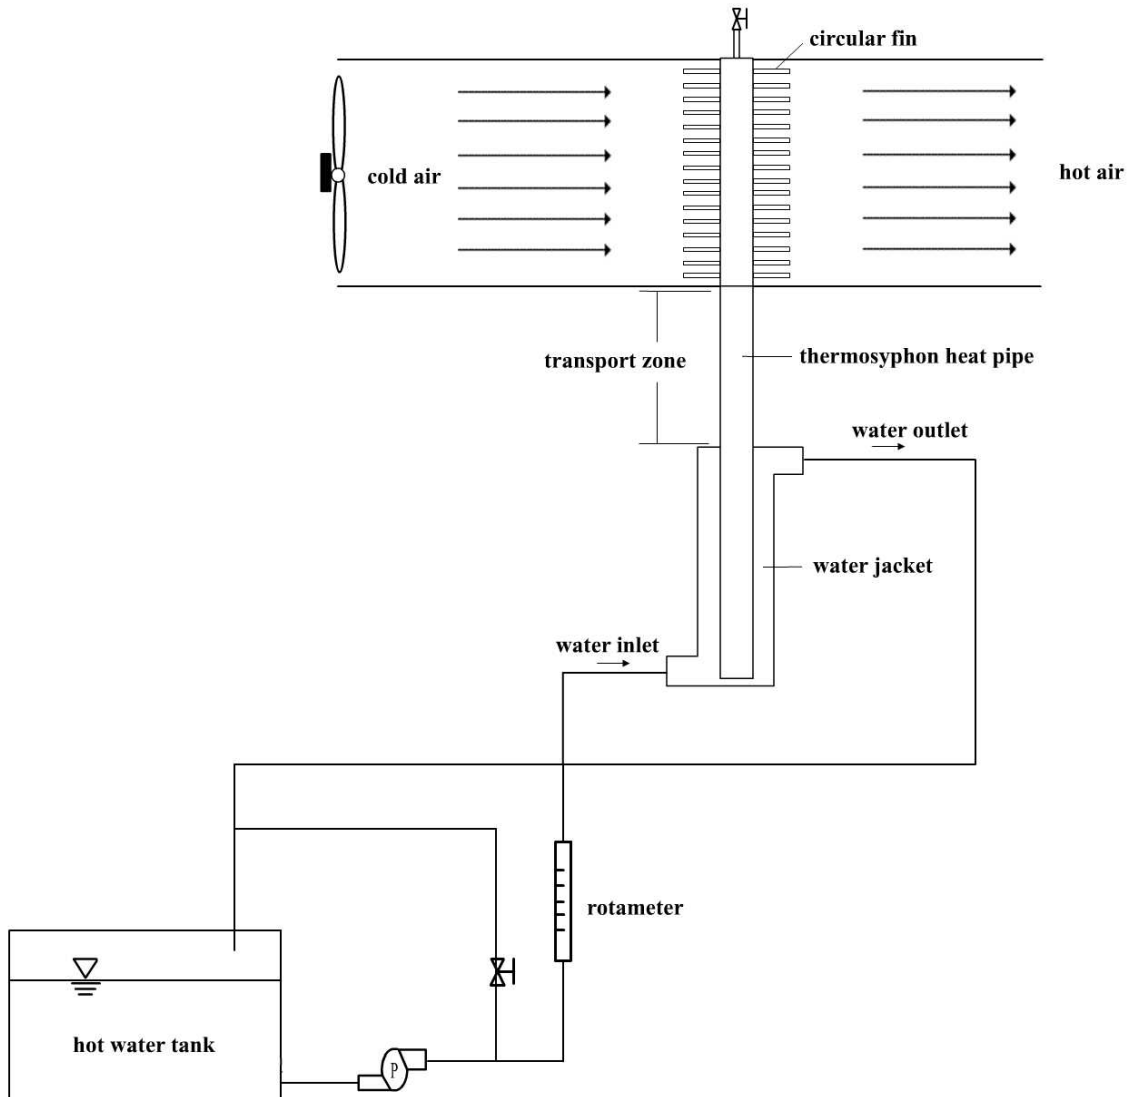 circular fin
cold air
hot air
transport zone
thermosyphon heat pipe
water outlet
water jacket
water inlet
rotameter
hot water tank
P